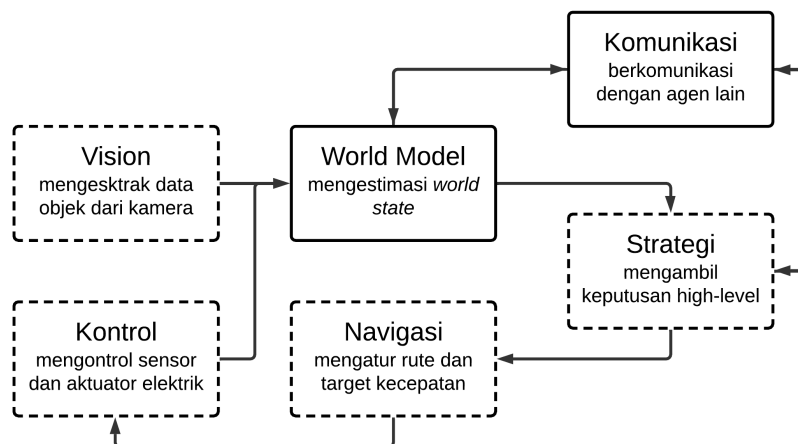 Komunikasi
berkomunikasi
dengan agen lain
Vision
mengesktrak data
objek dari kamera
World Model
mengestimasi world
state
Strategi
mengambil
keputusan high-level
Kontrol
mengontrol sensor
dan aktuator elektrik
Navigasi
mengatur rute dan
target kecepatan